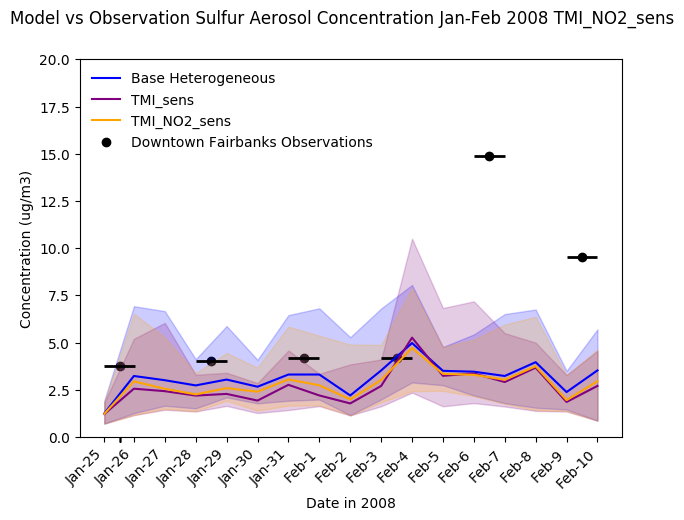 Model vs Observation Sulfur Aerosol Concentration Jan-Feb 2008 TMI_NO2_sens
20.0
17.5
15.0
12.5
10.0
7.5
5.0
2.5
0.0
Concentration (ug/m3)
Base Heterogeneous
TMI_sens
TMI_NO2_sens
Downtown Fairbanks Observations
Jan-25
Jan-26
Jan-27
Jan-28
Jan-29
Jan-30
Jan-31
Feb-1
Feb-2
Feb-3
Feb-4
Feb-5
Feb-6
Feb-7
Feb-8
Feb-9
Feb-10
Date in 2008